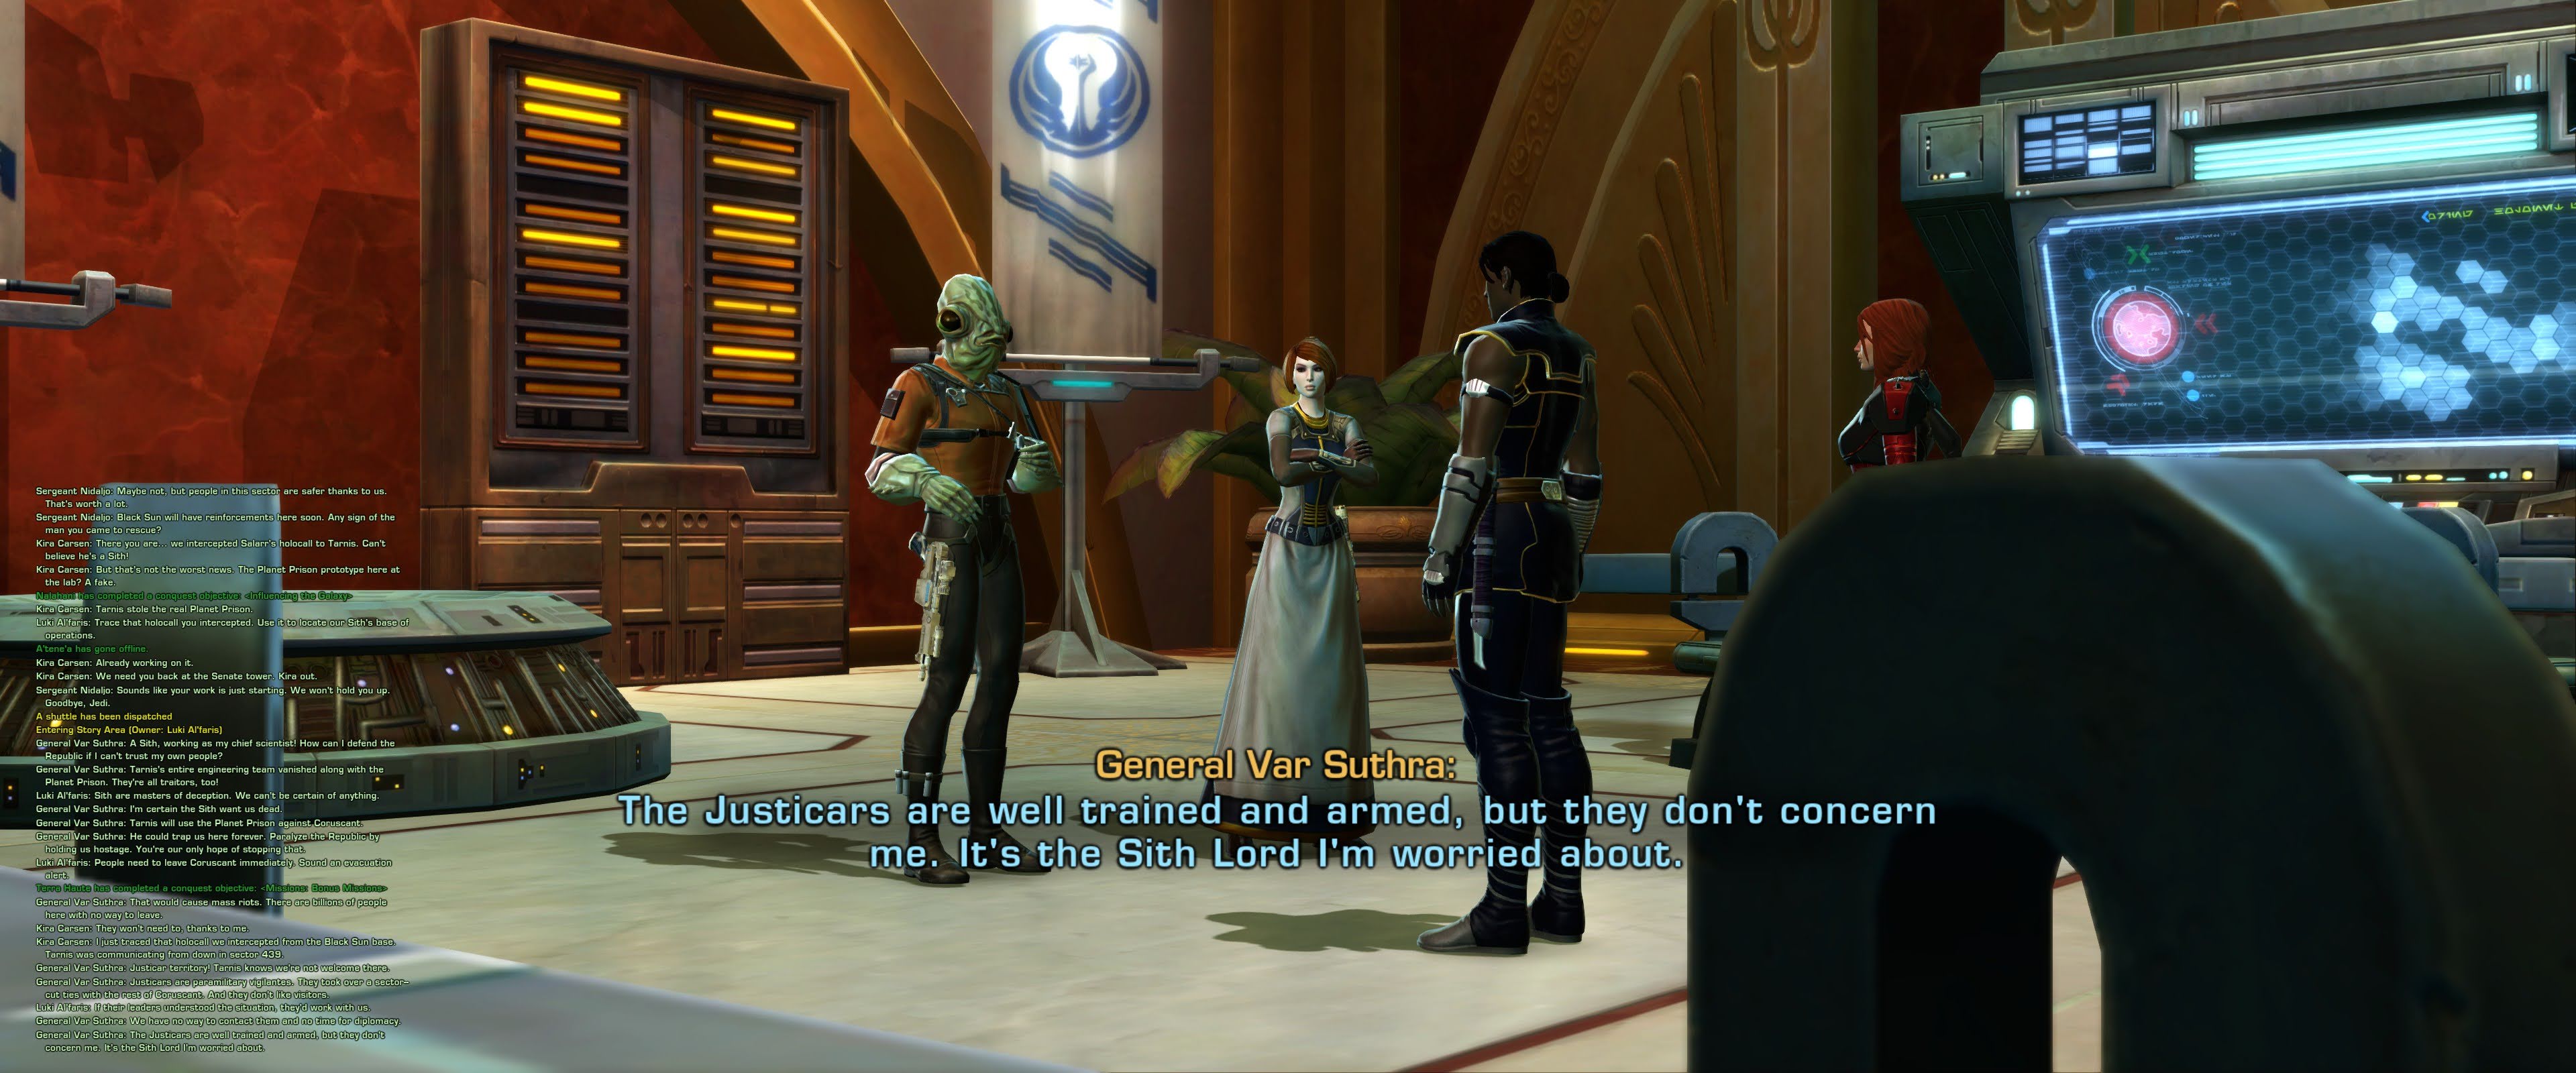 Sergeant Nidaljo: Maybe not, but people in this sector are safer thanks to us.
That's worth a lot.
Sergeant Nidaljo: Black Sun will have reinforcements here soon. Any sign of the
man you came to rescue?
Kira Carsen: There you are... we intercepted Salarr's holocall to Tarnis. Can't
believe he's a Sith!
Kira Carsen: But that's not the worst news. The Planet Prison prototype here at
the lab? A fake.
Nalahani has completed a conquest objective: <Influencing the Galaxy>
Kira Carsen: Tarnis stole the real Planet Prison.
Luki Al'faris: Trace that holocall you intercepted. Use it to locate our Sith's base of
operations.
A'tene'a has gone offline.
Kira Carsen: Already working on it.
Kira Carsen: We need you back at the Senate tower. Kira out.
Sergeant Nidaljo: Sounds like your work is just starting. We won't hold you up.
Goodbye, Jedi.
A shuttle has been dispatched
Entering Story Area (Owner: Luki Al'faris)
General Var Suthra: A Sith, working as my chief scientist! How can I defend the
Republic if I can't trust my own people?
General Var Suthra: Tarnis's entire engineering team vanished along with the
Planet Prison. They're all traitors, too!
Luki Al'faris: Sith are masters of deception. We can't be certain of anything.
General Var Suthra: I'm certain the Sith want us dead.
General Var Suthra: Tarnis will use the Planet Prison against Coruscant.
General Var Suthra: He could trap us here forever. Paralyze the Republic by
holding us hostage. You're our only hope of stopping that.
Luki Al'faris: People need to leave Coruscant immediately. Sound an evacuation
alert.
Terra Haute has completed a conquest objective: <Missions: Bonus Missions>
General Var Suthra: That would cause mass riots. There are billions of people
here with no way to leave.
Kira Carsen: They won't need to, thanks to me.
Kira Carsen: I just traced that holocall we intercepted from the Black Sun base.
Tarnis was communicating from down in sector 439.
General Var Suthra: Justicar territory! Tarnis knows we're not welcome there.
General Var Suthra: Justicars are paramilitary vigilantes. They took over a sector—
cut ties with the rest of Coruscant. And they don't like visitors.
Luki Al'faris: If their leaders understood the situation, they'd work with us.
General Var Suthra: We have no way to contact them and no time for diplomacy.
General Var Suthra: The Justicars are well trained and armed, but they don't
concern me. It's the Sith Lord I'm worried about.
General Var Suthra:
The Justicars are well trained and armed, but they don't concern
me. It's the Sith Lord I'm worried about.